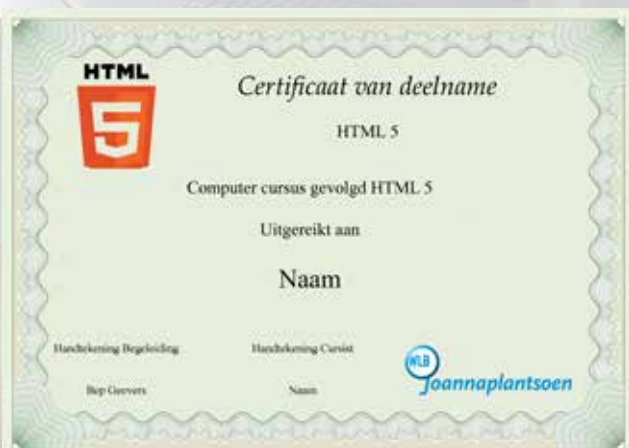 HTML
5
Certificaat van deelname
HTML 5
Computer cursus gevolgd HTML 5
Uitgereikt aan
Naam
Handtekening Begeleiding
Handtekening Cursist
Bep Geevers
Naam
WLB
Joannaplantsoen